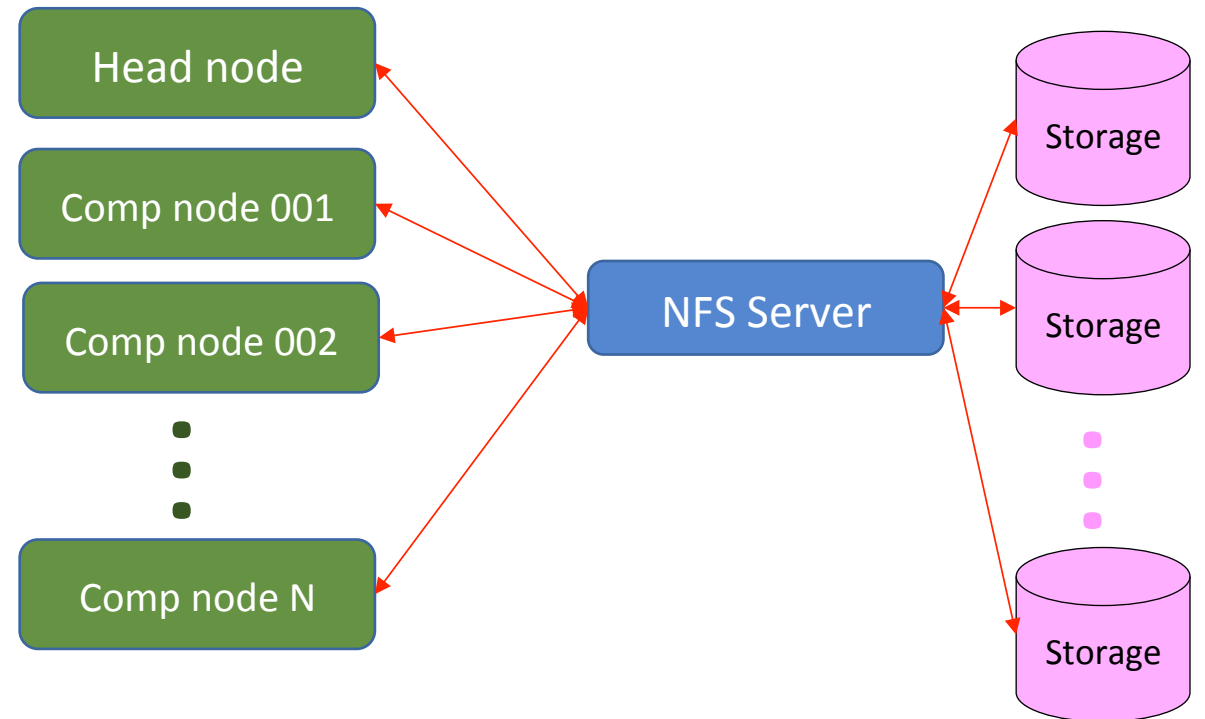 Head node
Comp node 001
Comp node 002
Comp node N
NFS Server
Storage
Storage
Storage